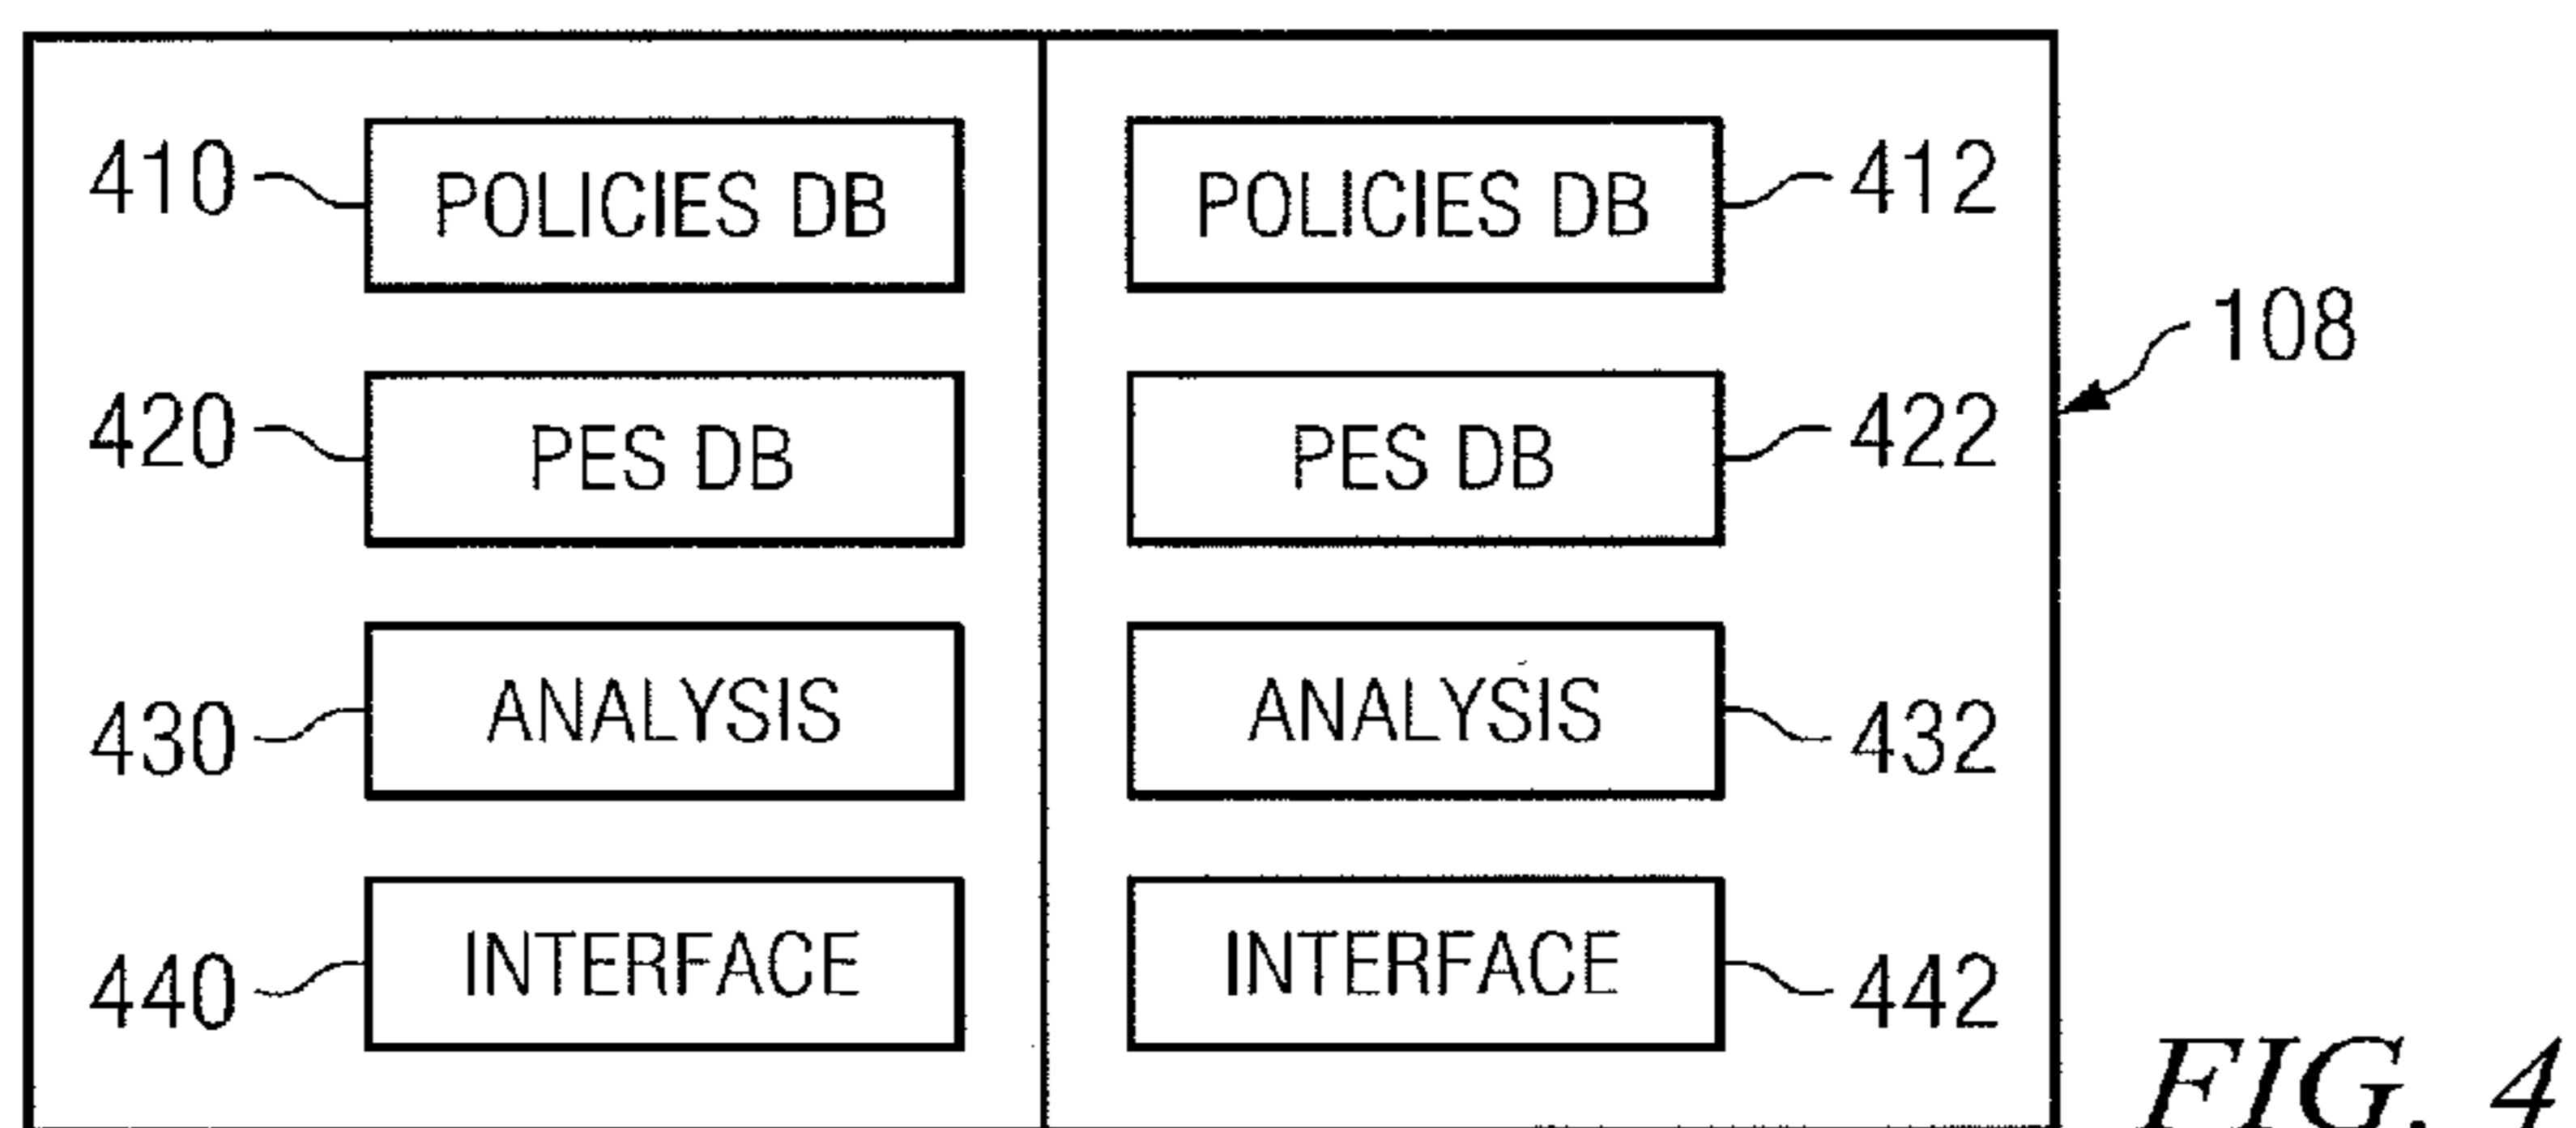 410 POLICIES DB POLICIES DB 412
108
420 PES DB PES DB 422
430 ANALYSIS ANALYSIS 432
440 INTERFACE INTERFACE 442
FIG. 4